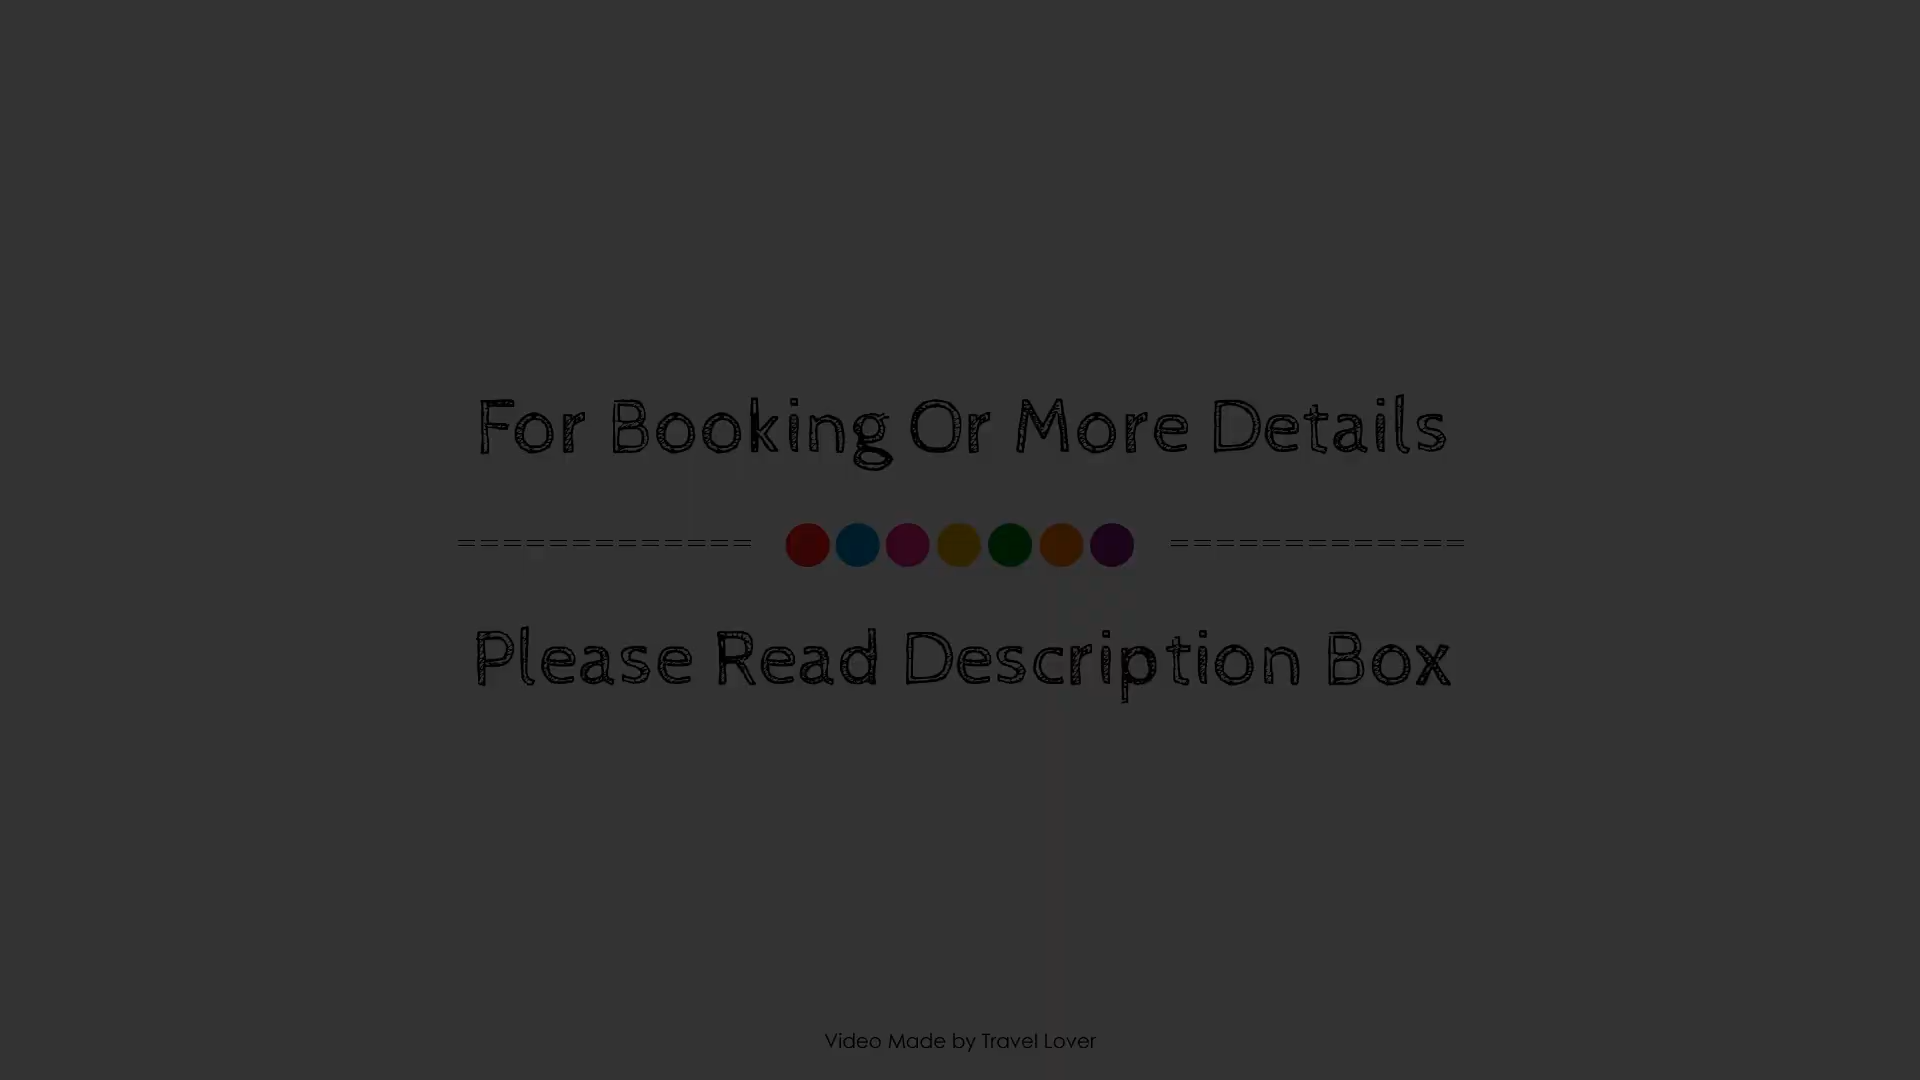 For Booking Or More Details
============= =============
Please Read Description Box
Video Made by Travel Lover